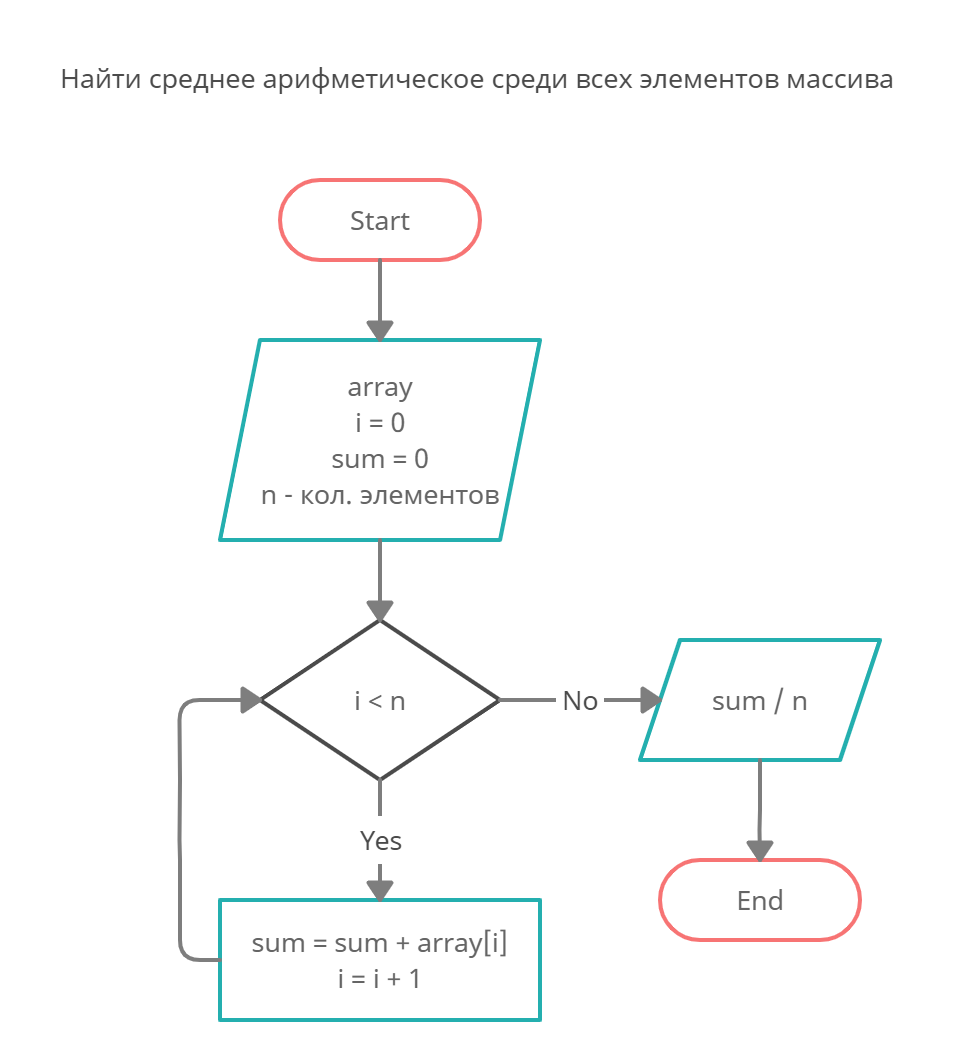 Найти среднее арифметическое среди всех элементов массива
Start
array
i = 0
sum = 0
n - кол. элементов
i < n
No
sum / n
Yes
End
sum = sum + array[i]
i = i + 1